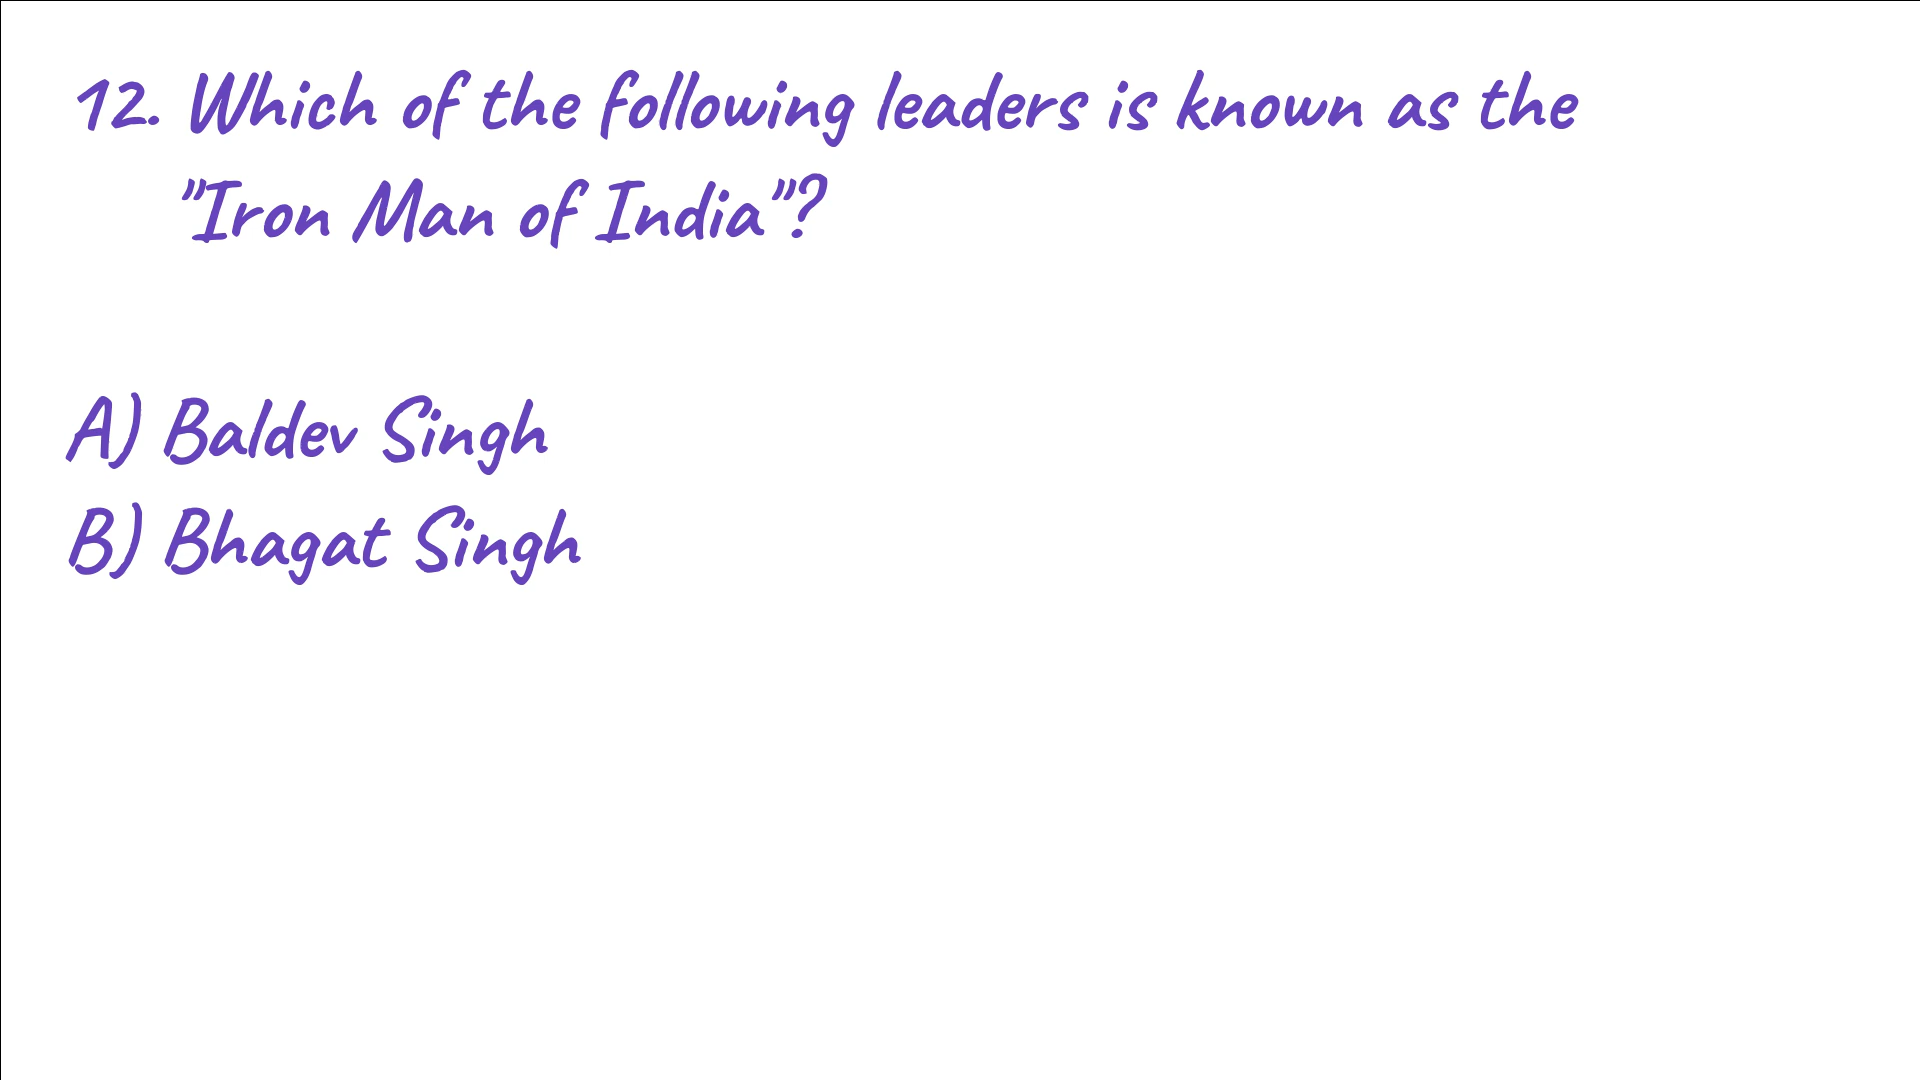 12. Which of the following leaders is known as the
"Iron Man of India"?
A) Baldev Singh
B) Bhagat Singh